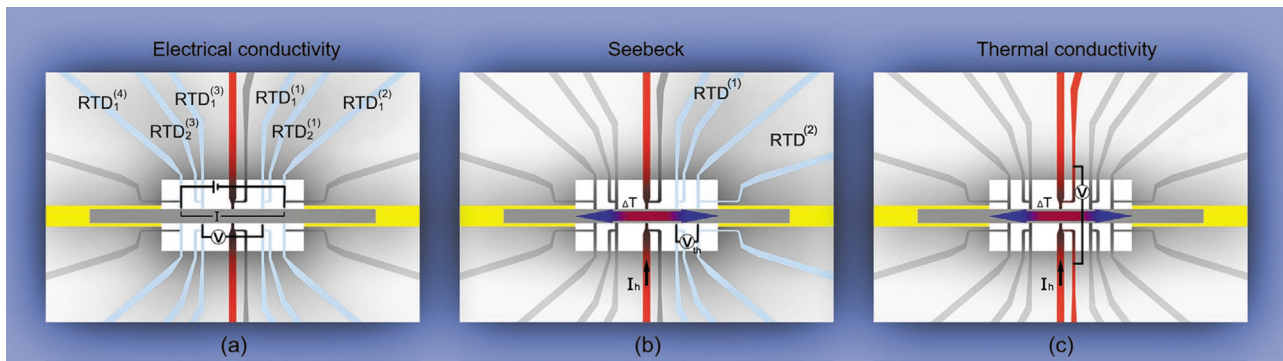 Electrical conductivity
RTD₁⁽⁴⁾
RTD₁⁽³⁾
RTD₂⁽³⁾
RTD₁⁽¹⁾
RTD₂⁽¹⁾
RTD₁⁽²⁾
I
V
(a)
Seebeck
RTD⁽¹⁾
RTD⁽²⁾
ΔT
Vth
Ih
(b)
Thermal conductivity
V
ΔT
Ih
(c)